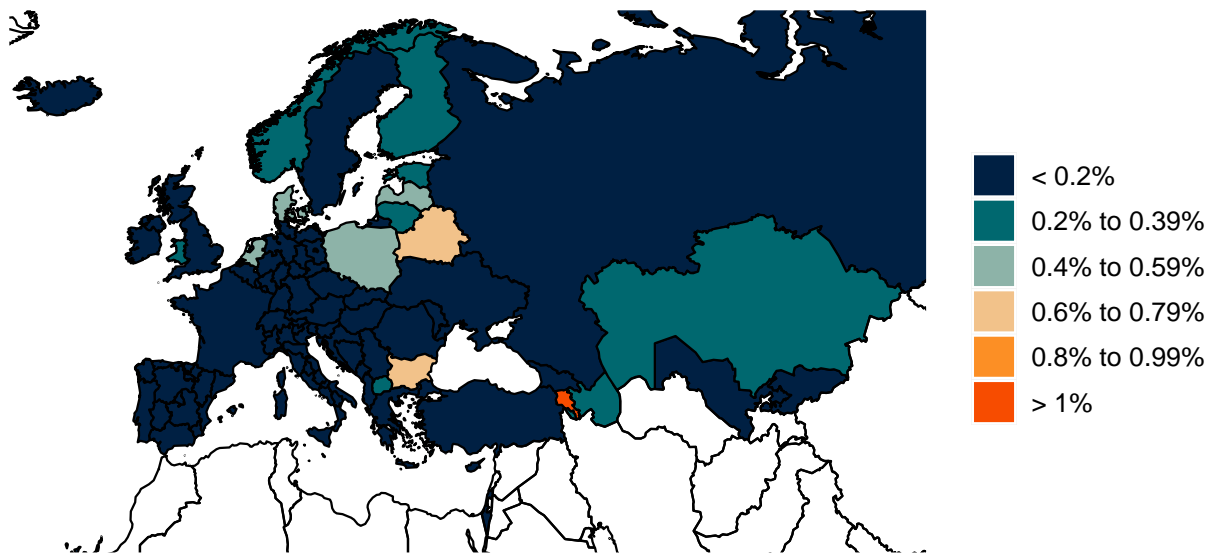 < 0.2%
0.2% to 0.39%
0.4% to 0.59%
0.6% to 0.79%
0.8% to 0.99%
> 1%